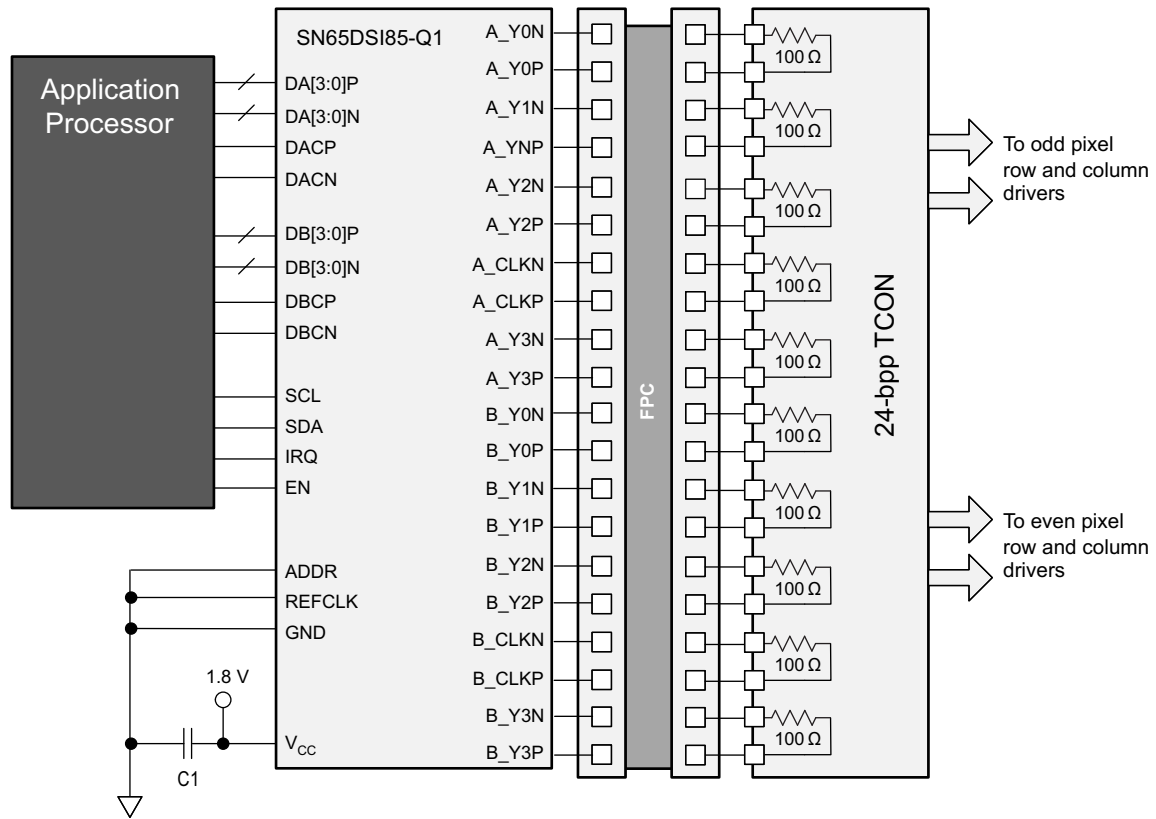 Application
Processor
SN65DSI85-Q1
DA[3:0]P
DA[3:0]N
DACP
DACN
DB[3:0]P
DB[3:0]N
DBCP
DBCN
SCL
SDA
IRQ
EN
ADDR
REFCLK
GND
VCC
1.8 V
C1
A_Y0N
A_Y0P
A_Y1N
A_YNP
A_Y2N
A_Y2P
A_CLKN
A_CLKP
A_Y3N
A_Y3P
B_Y0N
B_Y0P
B_Y1N
B_Y1P
B_Y2N
B_Y2P
B_CLKN
B_CLKP
B_Y3N
B_Y3P
FPC
100 Ω
100 Ω
100 Ω
100 Ω
100 Ω
100 Ω
100 Ω
100 Ω
100 Ω
100 Ω
24-bpp TCON
To odd pixel
row and column
drivers
To even pixel
row and column
drivers